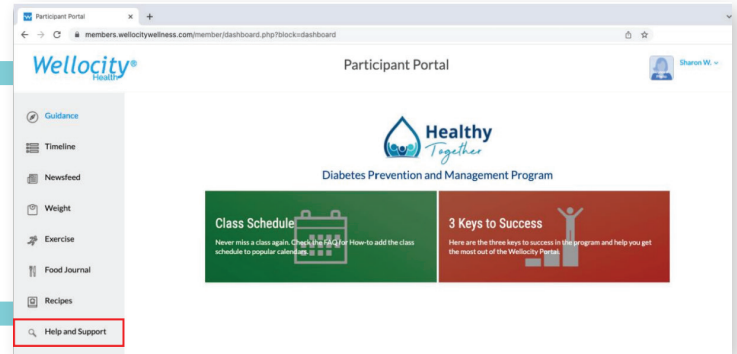 Participant Portal
members.wellocitywellness.com/member/dashboard.php?block=dashboard
Wellocity®
Health
Participant Portal
Sharon W.
Guidance
Timeline
Newsfeed
Weight
Exercise
Food Journal
Recipes
Help and Support
Healthy
Together
Diabetes Prevention and Management Program
Class Schedule
Never miss a class again. Check the FAQ for How-to add the class
schedule to popular calendars.
3 Keys to Success
Here are the three keys to success in the program and help you get
the most out of the Wellocity Portal.